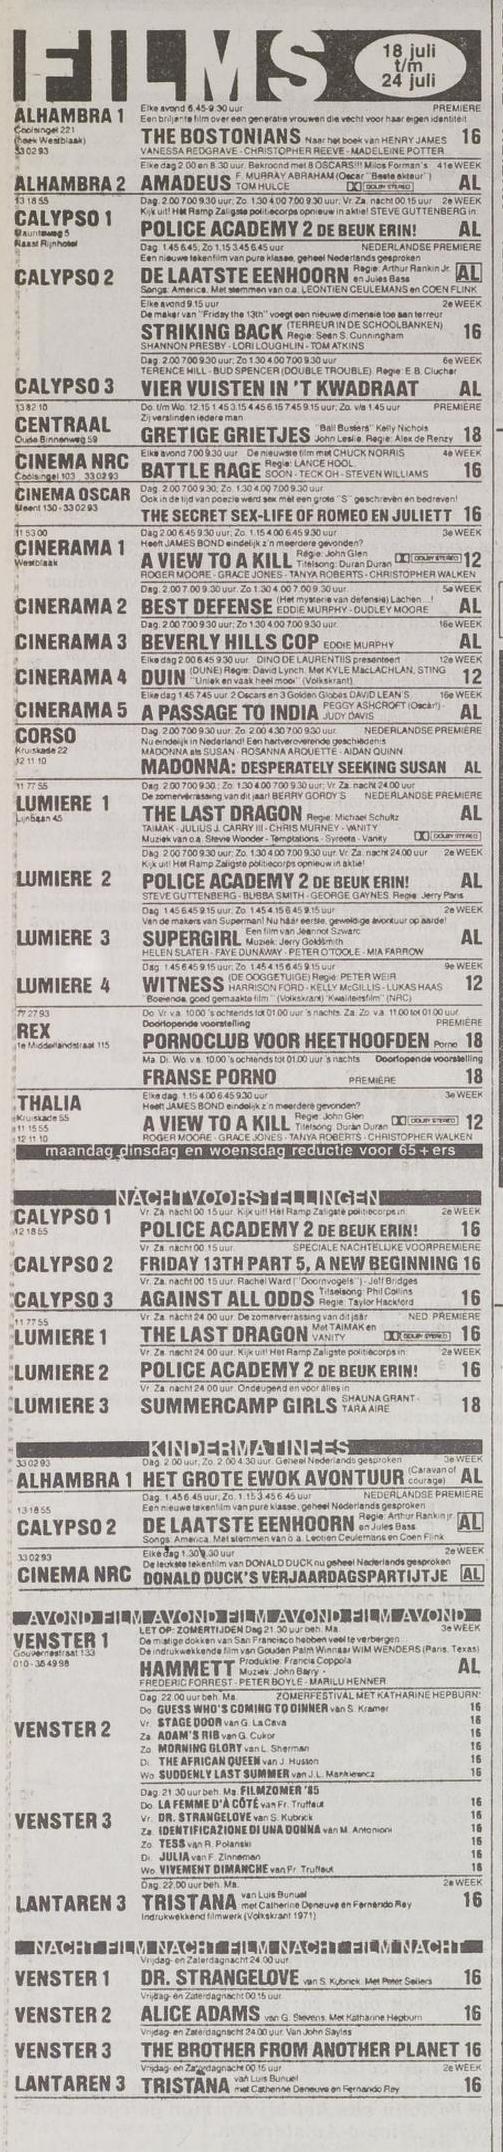 FILMS
18 juli
t/m
24 juli
ALHAMBRA 1
Coolsingel 221
(hoek Westblaak)
33 02 93
Elke avond 6.45-9.30 uur PREMIERE
Een briljante film over een generatie vrouwen die vecht voor haar eigen identiteit
THE BOSTONIANS Naar het boek van HENRY JAMES 16
VANESSA REDGRAVE - CHRISTOPHER REEVE - MADELEINE POTTER
Elke dag 2.00 en 8.30 uur. Bekroond met 8 OSCARS!!! Milos Forman's 41e WEEK
ALHAMBRA 2 AMADEUS F. MURRAY ABRAHAM (Oscar "Beste akteur") TOM HULCE DOLBY STEREO AL
13 18 55
CALYPSO 1
Mauritsweg 5
Naast Rijnhotel
Dag. 2.00 7.00 9.30 uur; Zo. 1.30 4.00 7.00 9.30 uur. Vr. Za. nacht 00.15 uur 2e WEEK
Kijk uit! Het Ramp Zaligste politiecorps opnieuw in aktie! STEVE GUTTENBERG in:
POLICE ACADEMY 2 DE BEUK ERIN! AL
CALYPSO 2
Dag. 1.45 6.45; Zo. 1.15 3.45 6.45 uur NEDERLANDSE PREMIERE
Een nieuwe tekenfilm van pure klasse, geheel Nederlands gesproken
DE LAATSTE EENHOORN Regie: Arthur Rankin Jr. en Jules Bass AL
Songs: America. Met stemmen van o.a. LEONTIEN CEULEMANS en COEN FLINK
Elke avond 9.15 uur 2e WEEK
De maker van "Friday the 13th" voegt een nieuwe dimensie toe aan terreur
STRIKING BACK (TERREUR IN DE SCHOOLBANKEN) Regie: Sean S. Cunningham 16
SHANNON PRESBY - LORI LOUGHLIN - TOM ATKINS
Dag. 2.00 7.00 9.30 uur; Zo. 1.30 4.00 7.00 9.30 uur. 6e WEEK
TERENCE HILL - BUD SPENCER (DOUBLE TROUBLE). Regie: E.B. Clucher
CALYPSO 3 VIER VUISTEN IN 'T KWADRAAT AL
13 82 10
CENTRAAL
Oude Binnenweg 59
Do. t/m Wo. 12.15 1.45 3.15 4.45 6.15 7.45 9.15 uur; Zo. v/a 1.45 uur PREMIÈRE
Zij verslinden iedere man
GRETIGE GRIETJES "Ball Busters" Kelly Nichols John Leslie. Regie: Alex de Renzy 18
CINEMA NRC
Coolsingel 103 33 02 93
Elke avond 7.00 9.00 uur De nieuwste film met CHUCK NORRIS 4e WEEK
BATTLE RAGE Regie: LANCE HOOL. SOON - TECK OH - STEVEN WILLIAMS 16
CINEMA OSCAR
Meent 130 - 33 02 93
Dag. 2.00 7.00 9.30; Zo. 1.30 4.00 7.00 9.30 uur.
Ook in de tijd van poëzie werd sex met een grote "S" geschreven en bedreven!
THE SECRET SEX-LIFE OF ROMEO EN JULIETT 16
11 53 00
CINERAMA 1
Westblaak
Dag 2.00 6.45 9.30 uur; Zo. 1.15 4.00 6.45 9.30 uur 3e WEEK
Heeft JAMES BOND eindelijk z'n meerdere gevonden?
A VIEW TO A KILL Regie: John Glen Titelsong: Duran Duran DOLBY STEREO 12
ROGER MOORE - GRACE JONES - TANYA ROBERTS - CHRISTOPHER WALKEN
Dag. 2.00 7.00 9.30 uur. Zo 1.30 4.00 7.00 9.30 uur. 5e WEEK
CINERAMA 2 BEST DEFENSE (Het mysterie van defensie) Lachen ...! EDDIE MURPHY - DUDLEY MOORE AL
Dag. 2.00 7.00 9.30 uur; Zo 1.30 4.00 7.00 9.30 uur. 16e WEEK
CINERAMA 3 BEVERLY HILLS COP EDDIE MURPHY AL
Elke dag 2.00 6.45 9.30 uur. DINO DE LAURENTIIS presenteert 12e WEEK
CINERAMA 4 DUIN (DUNE) Regie: David Lynch. Met KYLE MacLACHLAN, STING "Uniek en vaak heel mooi" (Volkskrant) 12
Elke dag 1.45 7.45 uur. 2 Oscars en 3 Golden Globes DAVID LEAN'S 16e WEEK
CINERAMA 5 A PASSAGE TO INDIA PEGGY ASHCROFT (Oscar!) - JUDY DAVIS AL
CORSO
Kruiskade 22
12 11 10
Dag. 2.00 7.00 9.30 uur. Zo. 2.00 4.30 7.00 9.30 uur. NEDERLANDSE PREMIERE
Nu eindelijk in Nederland! Een hartveroverende geschiedenis
MADONNA als SUSAN - ROSANNA ARQUETTE - AIDAN QUINN.
MADONNA: DESPERATELY SEEKING SUSAN AL
11 77 55
LUMIERE 1
Lijnbaan 45
Dag. 2.00 7.00 9.30.; Zo. 1.30 4.00 7.00 9.30 uur; Vr. Za. nacht 24.00 uur
De zomerverrassing van dit jaar! BERRY GORDY'S NEDERLANDSE PREMIERE
THE LAST DRAGON Regie: Michael Schultz AL
TAIMAK - JULIUS J. CARRY III - CHRIS MURNEY - VANITY
Muziek van o.a. Stevie Wonder - Temptations - Syreeta - Vanity DOLBY STEREO
LUMIERE 2
Dag. 2.00 7.00 9.30 uur; Zo. 1.30 4.00 7.00 9.30 uur. Vr. Za. nacht 24.00 uur 2e WEEK
Kijk uit! Het Ramp Zaligste politiecorps opnieuw in aktie!
POLICE ACADEMY 2 DE BEUK ERIN! AL
STEVE GUTTENBERG - BUBBA SMITH - GEORGE GAYNES. Regie: Jerry Paris
LUMIERE 3
Dag. 1.45 6.45 9.15 uur; Zo. 1.45 4.15 6.45 9.15 uur 2e WEEK
Van de makers van Superman! Nu háár eerste, geweldige avontuur op aarde!
SUPERGIRL Een film van Jeannot Szwarc Muziek: Jerry Goldsmith AL
HELEN SLATER - FAYE DUNAWAY - PETER O'TOOLE - MIA FARROW
LUMIERE 4
Dag. 1.45 6.45 9.15 uur; Zo. 1.45 4.15 6.45 9.15 uur 9e WEEK
WITNESS (DE OOGGETUIGE) Regie: PETER WEIR HARRISON FORD - KELLY McGILLIS - LUKAS HAAS 12
"Boeiende, goed gemaakte film" (Volkskrant) "Kwaliteitsfilm" (NRC)
77 27 93
REX
1e Middellandstraat 115
Do. Vr. v.a. 10.00 's ochtends tot 01.00 uur 's nachts. Za. Zo. v.a. 11.00 tot 01.00 uur.
Doorlopende voorstelling PREMIÈRE
PORNOCLUB VOOR HEETHOOFDEN Porno 18
Ma. Di. Wo. v.a. 10.00 's ochtends tot 01.00 uur 's nachts Doorlopende voorstelling
FRANSE PORNO PREMIÈRE 18
THALIA
Kruiskade 55
11 15 55
12 11 10
Elke dag. 1.15 4.00 6.45 9.30 uur 3e WEEK
Heeft JAMES BOND eindelijk z'n meerdere gevonden?
A VIEW TO A KILL Regie: John Glen Titelsong: Duran Duran DOLBY STEREO 12
ROGER MOORE - GRACE JONES - TANYA ROBERTS - CHRISTOPHER WALKEN
maandag dinsdag en woensdag reductie voor 65+ers
NACHTVOORSTELLINGEN
CALYPSO 1
12 18 55
Vr. Za. nacht 00.15 uur. Kijk uit! Het Ramp Zaligste politiecorps in: 2e WEEK
POLICE ACADEMY 2 DE BEUK ERIN! 16
Vr. Za. nacht 00.15 uur. SPECIALE NACHTELIJKE VOORPREMIERE
CALYPSO 2 FRIDAY 13TH PART 5, A NEW BEGINNING 16
Vr. Za. nacht 00.15 uur. Rachel Ward ("Doornvogels") - Jeff Bridges
CALYPSO 3 AGAINST ALL ODDS Titelsong: Phil Collins Regie: Taylor Hackford 16
11 77 55
LUMIERE 1
Vr. Za. nacht 24.00 uur. De zomerverrassing van dit jaar NED. PREMIERE
THE LAST DRAGON Met TAIMAK en VANITY DOLBY STEREO 16
Vr. Za. nacht 24.00 uur. Kijk uit! Het Ramp Zaligste politiecorps in: 2e WEEK
LUMIERE 2 POLICE ACADEMY 2 DE BEUK ERIN! 16
Vr. Za. nacht 24.00 uur. Ondeugend en voor alles in
LUMIERE 3 SUMMERCAMP GIRLS SHAUNA GRANT - TARA AIRE 18
KINDERMATINEES
33 02 93
Dag. 2.00 uur, Zo. 2.00 4.30 uur. Geheel Nederlands gesproken 3e WEEK
ALHAMBRA 1 HET GROTE EWOK AVONTUUR (Caravan of courage) AL
13 18 55
CALYPSO 2
Dag. 1.45 6.45 uur; Zo. 1.15 3.45 6.45 uur NEDERLANDSE PREMIERE
Een nieuwe tekenfilm van pure klasse, geheel Nederlands gesproken
DE LAATSTE EENHOORN Regie: Arthur Rankin jr. en Jules Bass AL
Songs: America. Met stemmen van o.a. Leotien Ceulemans en Coen Flink
33 02 93
CINEMA NRC
Elke dag 1.30 3.30 uur 2e WEEK
De leukste tekenfilm van DONALD DUCK nu geheel Nederlands gesproken
DONALD DUCK'S VERJAARDAGSPARTIJTJE AL
AVOND FILM AVOND FILM AVOND FILM AVOND
VENSTER 1
Gouvernestraat 133
010 - 36 49 98
LET OP: ZOMERTIJDEN Dag 21.30 uur beh. Ma. 3e WEEK
De mistige dokken van San Francisco hebben veel te verbergen
De indrukwekkende film van Gouden Palm Winnaar WIM WENDERS (Paris, Texas)
HAMMETT Produktie: Francis Coppola Muziek: John Barry - AL
FREDERIC FORREST - PETER BOYLE - MARILU HENNER
VENSTER 2
Dag. 22.00 uur beh. Ma. ZOMERFESTIVAL MET KATHARINE HEPBURN
Do. GUESS WHO'S COMING TO DINNER van S. Kramer 16
Vr. STAGE DOOR van G. La Cava 16
Za. ADAM'S RIB van G. Cukor 16
Zo. MORNING GLORY van L. Sherman 16
Di. THE AFRICAN QUEEN van J. Huston 16
Wo. SUDDENLY LAST SUMMER van J.L. Mankiewicz 16
VENSTER 3
Dag. 21.30 uur beh. Ma. FILMZOMER '85
Do. LA FEMME D'À CÔTÉ van Fr. Truffaut 16
Vr. DR. STRANGELOVE van S. Kubrick 16
Za. IDENTIFICAZIONE DI UNA DONNA van M. Antonioni 16
Zo. TESS van R. Polanski 16
Di. JULIA van F. Zinneman 16
Wo. VIVEMENT DIMANCHE van Fr. Truffaut 16
Dag. 22.00 uur beh. Ma. 2e WEEK
LANTAREN 3 TRISTANA van Luis Bunuel met Catherine Deneuve en Fernando Rey 16
Indrukwekkend filmwerk (Volkskrant 1971)
NACHT FILM NACHT FILM NACHT FILM NACHT
Vrijdag- en Zaterdagnacht 24.00 uur.
VENSTER 1 DR. STRANGELOVE van S. Kubrick. Met Peter Sellers 16
Vrijdag- en Zaterdagnacht 00.15 uur
VENSTER 2 ALICE ADAMS van G. Stevens. Met Katharine Hepburn 16
Vrijdag- en Zaterdagnacht 24.00 uur. Van John Sayles
VENSTER 3 THE BROTHER FROM ANOTHER PLANET 16
Vrijdag- en Zaterdagnacht 00.15 uur 2e WEEK
LANTAREN 3 TRISTANA van Luis Bunuel met Catherine Deneuve en Fernando Rey 16